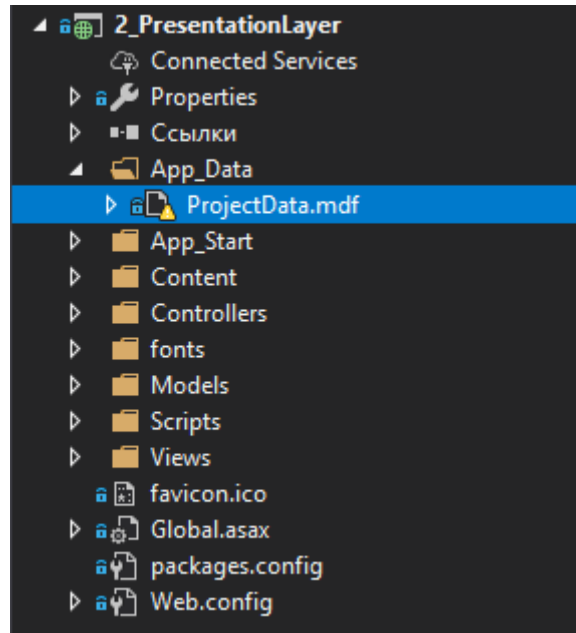 2_PresentationLayer
Connected Services
Properties
Ссылки
App_Data
ProjectData.mdf
App_Start
Content
Controllers
fonts
Models
Scripts
Views
favicon.ico
Global.asax
packages.config
Web.config